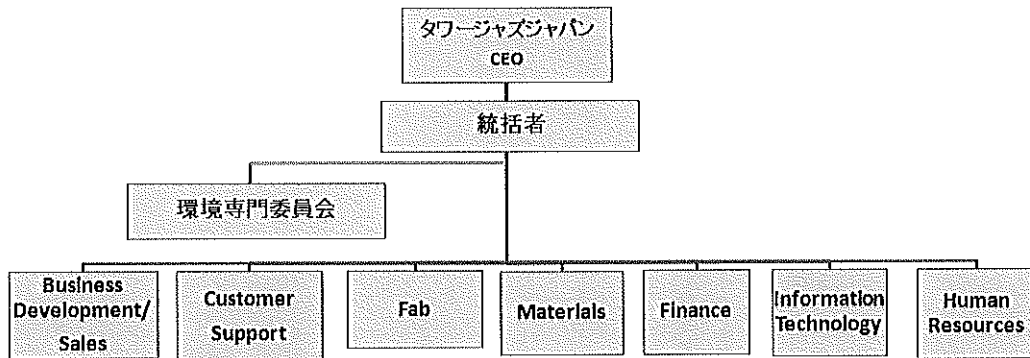 タワージャズジャパン
CEO
統括者
環境専門委員会
Business
Development/
Sales
Customer
Support
Fab
Materials
Finance
Information
Technology
Human
Resources